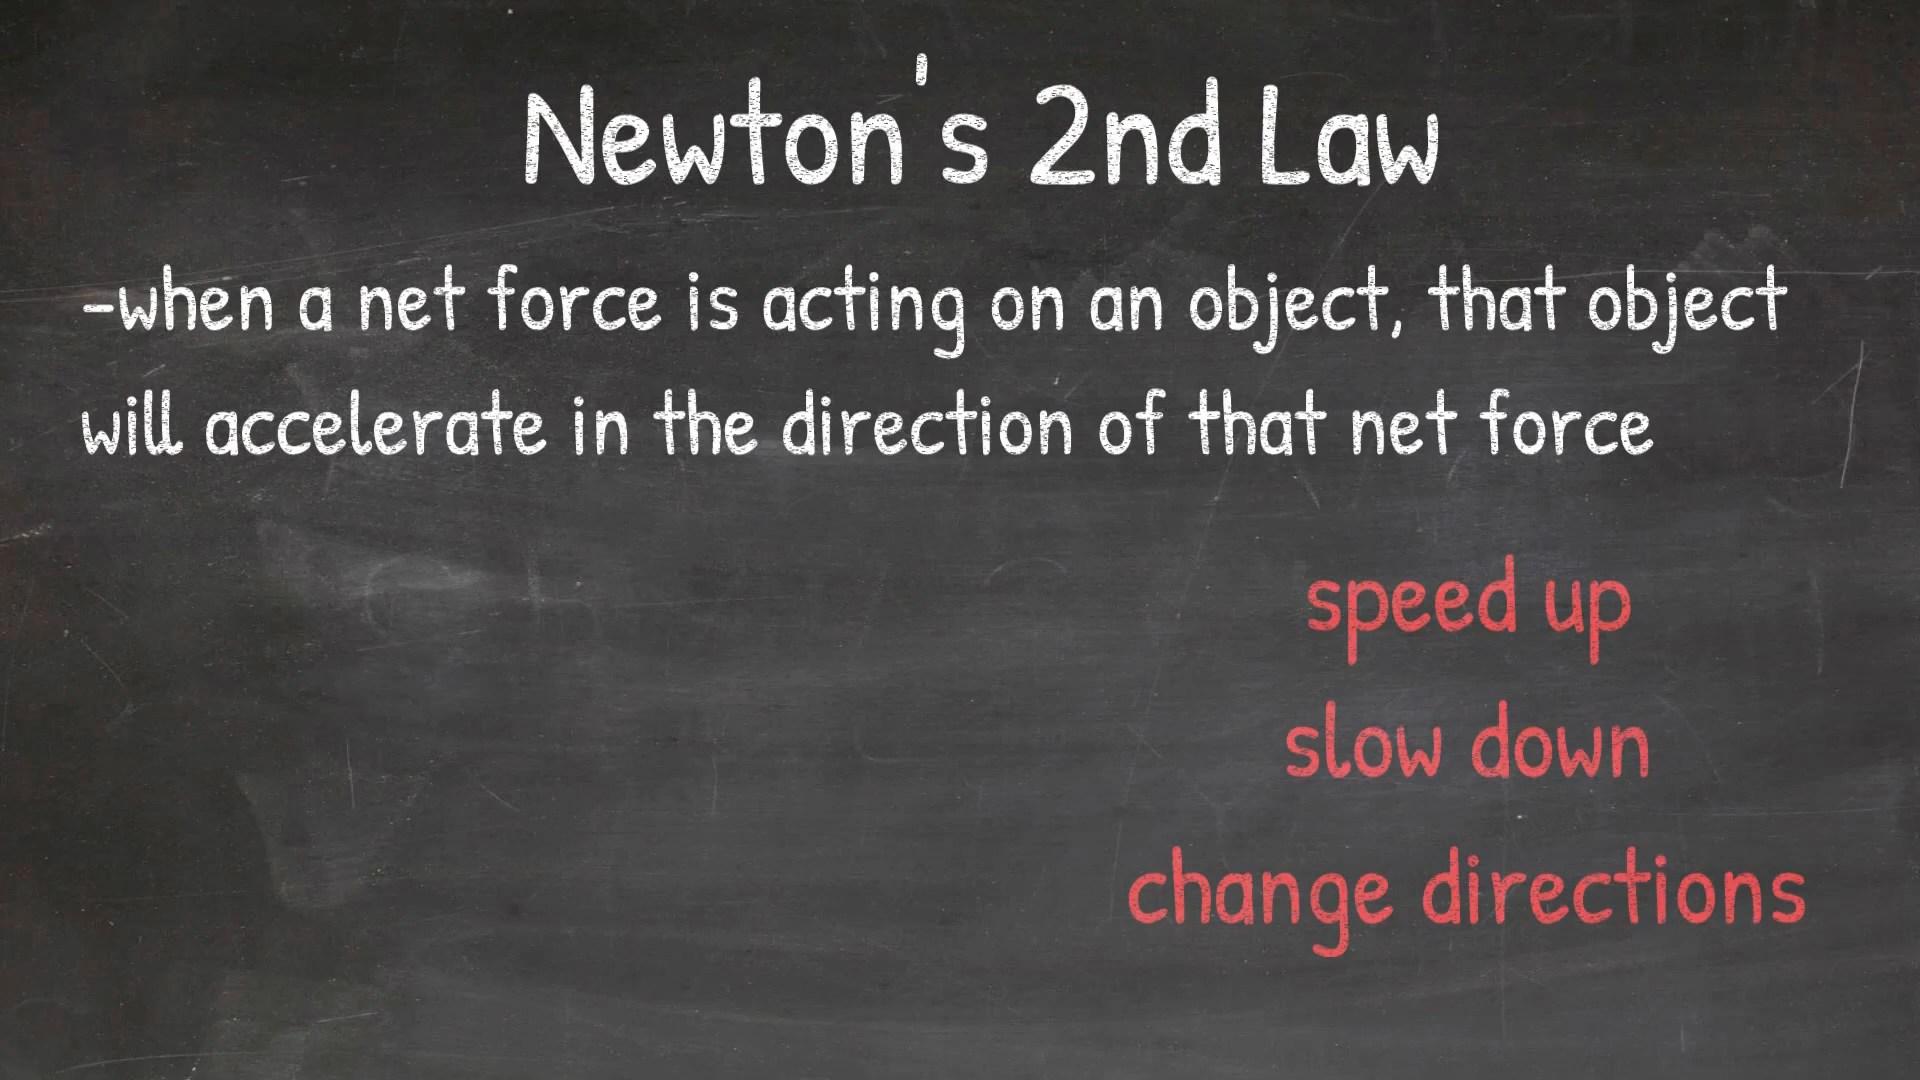 Newton's 2nd Law
-when a net force is acting on an object, that object
will accelerate in the direction of that net force
speed up
slow down
change directions